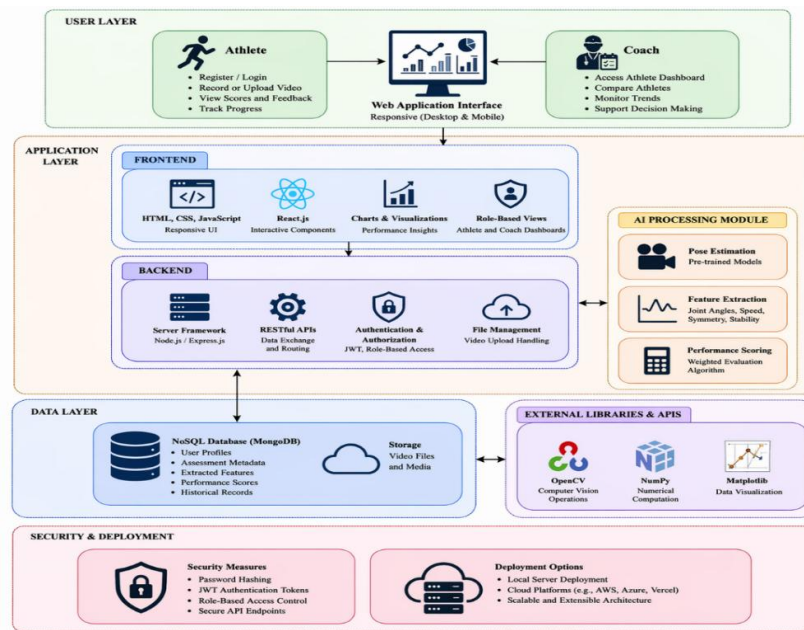 USER LAYER
Athlete
• Register / Login
• Record or Upload Video
• View Scores and Feedback
• Track Progress
Web Application Interface
Responsive (Desktop & Mobile)
Coach
• Access Athlete Dashboard
• Compare Athletes
• Monitor Trends
• Support Decision Making
APPLICATION
LAYER
FRONTEND
HTML, CSS, JavaScript
Responsive UI
React.js
Interactive Components
Charts & Visualizations
Performance Insights
Role-Based Views
Athlete and Coach Dashboards
BACKEND
Server Framework
Node.js / Express.js
RESTful APIs
Data Exchange
and Routing
Authentication &
Authorization
JWT, Role-Based Access
File Management
Video Upload Handling
AI PROCESSING MODULE
Pose Estimation
Pre-trained Models
Feature Extraction
Joint Angles, Speed,
Symmetry, Stability
Performance Scoring
Weighted Evaluation
Algorithm
DATA LAYER
NoSQL Database (MongoDB)
• User Profiles
• Assessment Metadata
• Extracted Features
• Performance Scores
• Historical Records
Storage
Video Files
and Media
EXTERNAL LIBRARIES & APIS
OpenCV
Computer Vision
Operations
NumPy
Numerical
Computation
Matplotlib
Data Visualization
SECURITY & DEPLOYMENT
Security Measures
• Password Hashing
• JWT Authentication Tokens
• Role-Based Access Control
• Secure API Endpoints
Deployment Options
• Local Server Deployment
• Cloud Platforms (e.g., AWS, Azure, Vercel)
• Scalable and Extensible Architecture